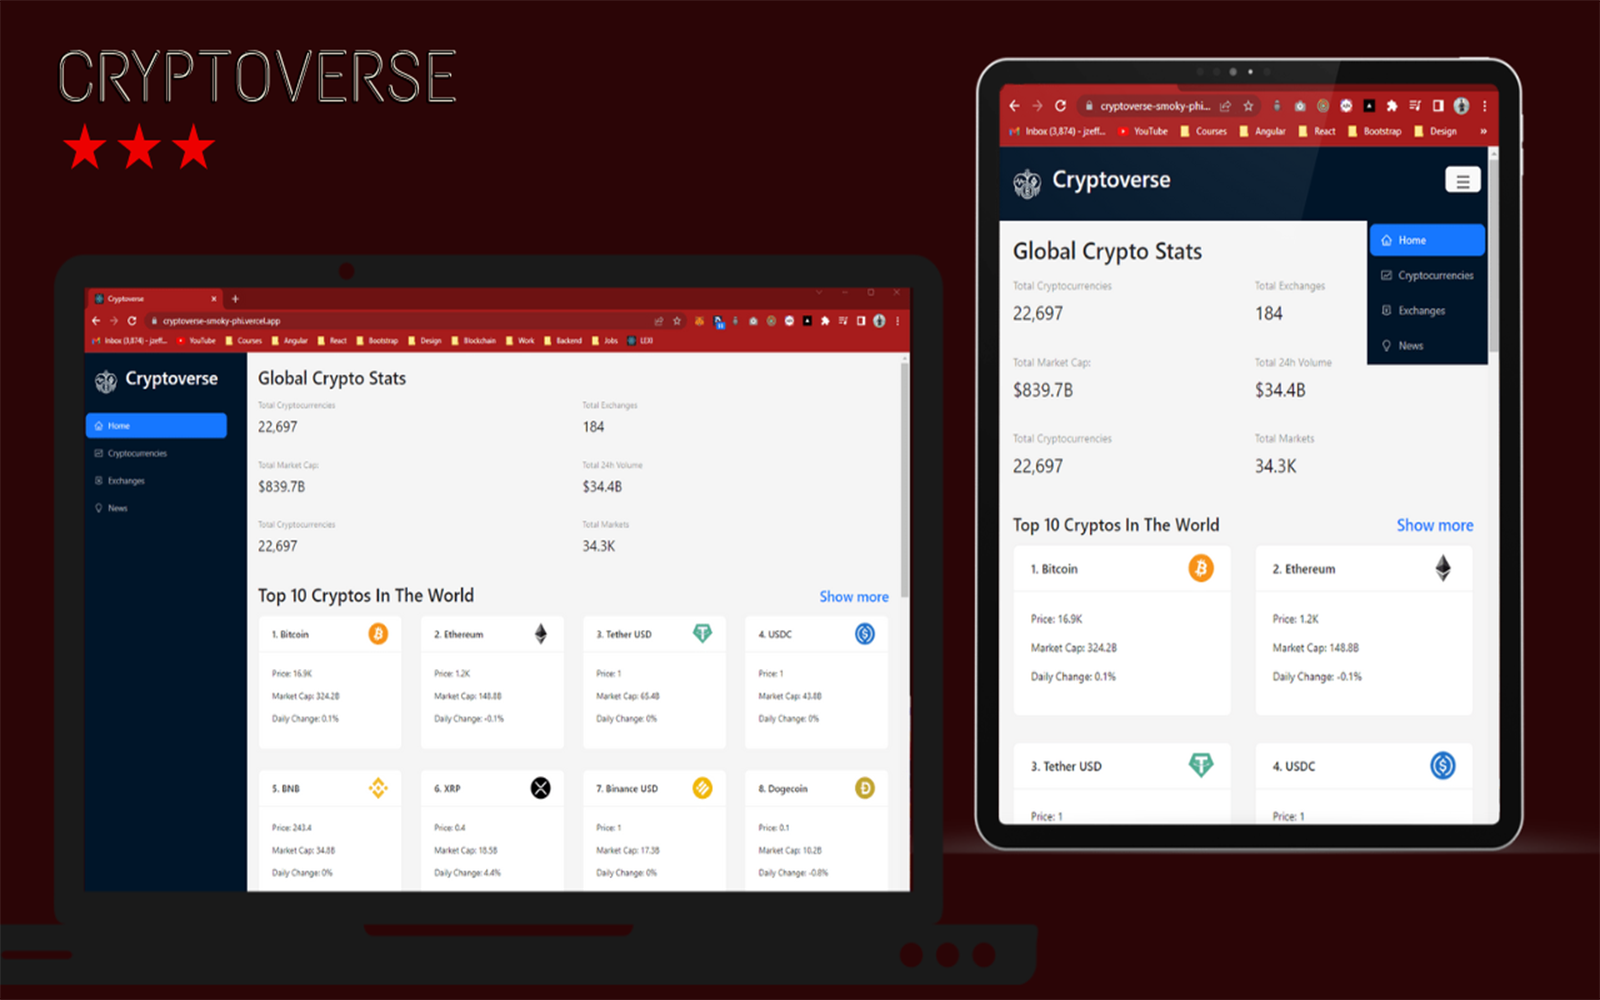 CRYPTOVERSE
Cryptoverse
cryptoverse-smoky-phi.vercel.app
Inbox (3,874) - jzeff... YouTube Courses Angular React Bootstrap Design Blockchain Work Backend Jobs
Cryptoverse
Home
Cryptocurrencies
Exchanges
News
Global Crypto Stats
Total Cryptocurrencies Total Exchanges
22,697 184
Total Market Cap: Total 24h Volume
$839.7B $34.4B
Total Cryptocurrencies Total Markets
22,697 34.3K
Top 10 Cryptos In The World Show more
1. Bitcoin 2. Ethereum 3. Tether USD 4. USDC
Price: 16.9K Price: 1.2K Price: 1 Price: 1
Market Cap: 324.2B Market Cap: 148.8B Market Cap: 65.4B Market Cap: 43.8B
Daily Change: 0.1% Daily Change: -0.1% Daily Change: 0% Daily Change: 0%
5. BNB 6. XRP 7. Binance USD 8. Dogecoin
Price: 243.4 Price: 0.4 Price: 1 Price: 0.1
Market Cap: 34.8B Market Cap: 18.5B Market Cap: 17.3B Market Cap: 10.2B
Daily Change: 0% Daily Change: 4.4% Daily Change: 0% Daily Change: -0.8%
cryptoverse-smoky-phi...
Inbox (3,874) - jzeff... YouTube Courses Angular React Bootstrap Design »
Cryptoverse
Home
Cryptocurrencies
Exchanges
News
Global Crypto Stats
Total Cryptocurrencies Total Exchanges
22,697 184
Total Market Cap: Total 24h Volume
$839.7B $34.4B
Total Cryptocurrencies Total Markets
22,697 34.3K
Top 10 Cryptos In The World Show more
1. Bitcoin 2. Ethereum
Price: 16.9K Price: 1.2K
Market Cap: 324.2B Market Cap: 148.8B
Daily Change: 0.1% Daily Change: -0.1%
3. Tether USD 4. USDC
Price: 1 Price: 1